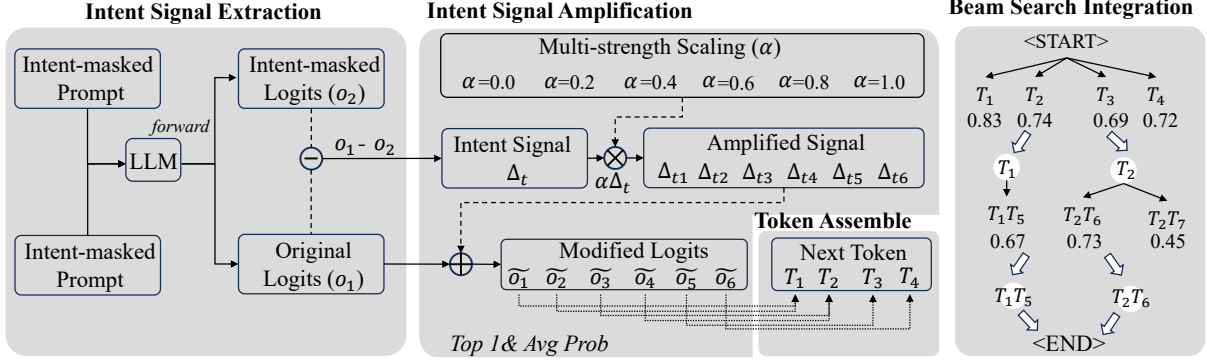 Intent Signal Extraction
Intent-masked
Prompt
Intent-masked
Logits (o₂)
forward
LLM
−
o₁ - o₂
Intent-masked
Prompt
Original
Logits (o₁)
Intent Signal Amplification
Multi-strength Scaling (α)
α=0.0 α=0.2 α=0.4 α=0.6 α=0.8 α=1.0
Intent Signal
Δₜ
⊗
αΔₜ
Amplified Signal
Δₜ₁ Δₜ₂ Δₜ₃ Δₜ₄ Δₜ₅ Δₜ₆
⊕
Modified Logits
õ₁ õ₂ õ₃ õ₄ õ₅ õ₆
Top 1& Avg Prob
Token Assemble
Next Token
T₁ T₂ T₃ T₄
Beam Search Integration
<START>
T₁ T₂ T₃ T₄
0.83 0.74 0.69 0.72
T₁ T₂
T₁T₅ T₂T₆ T₂T₇
0.67 0.73 0.45
T₁T₅ T₂T₆
<END>